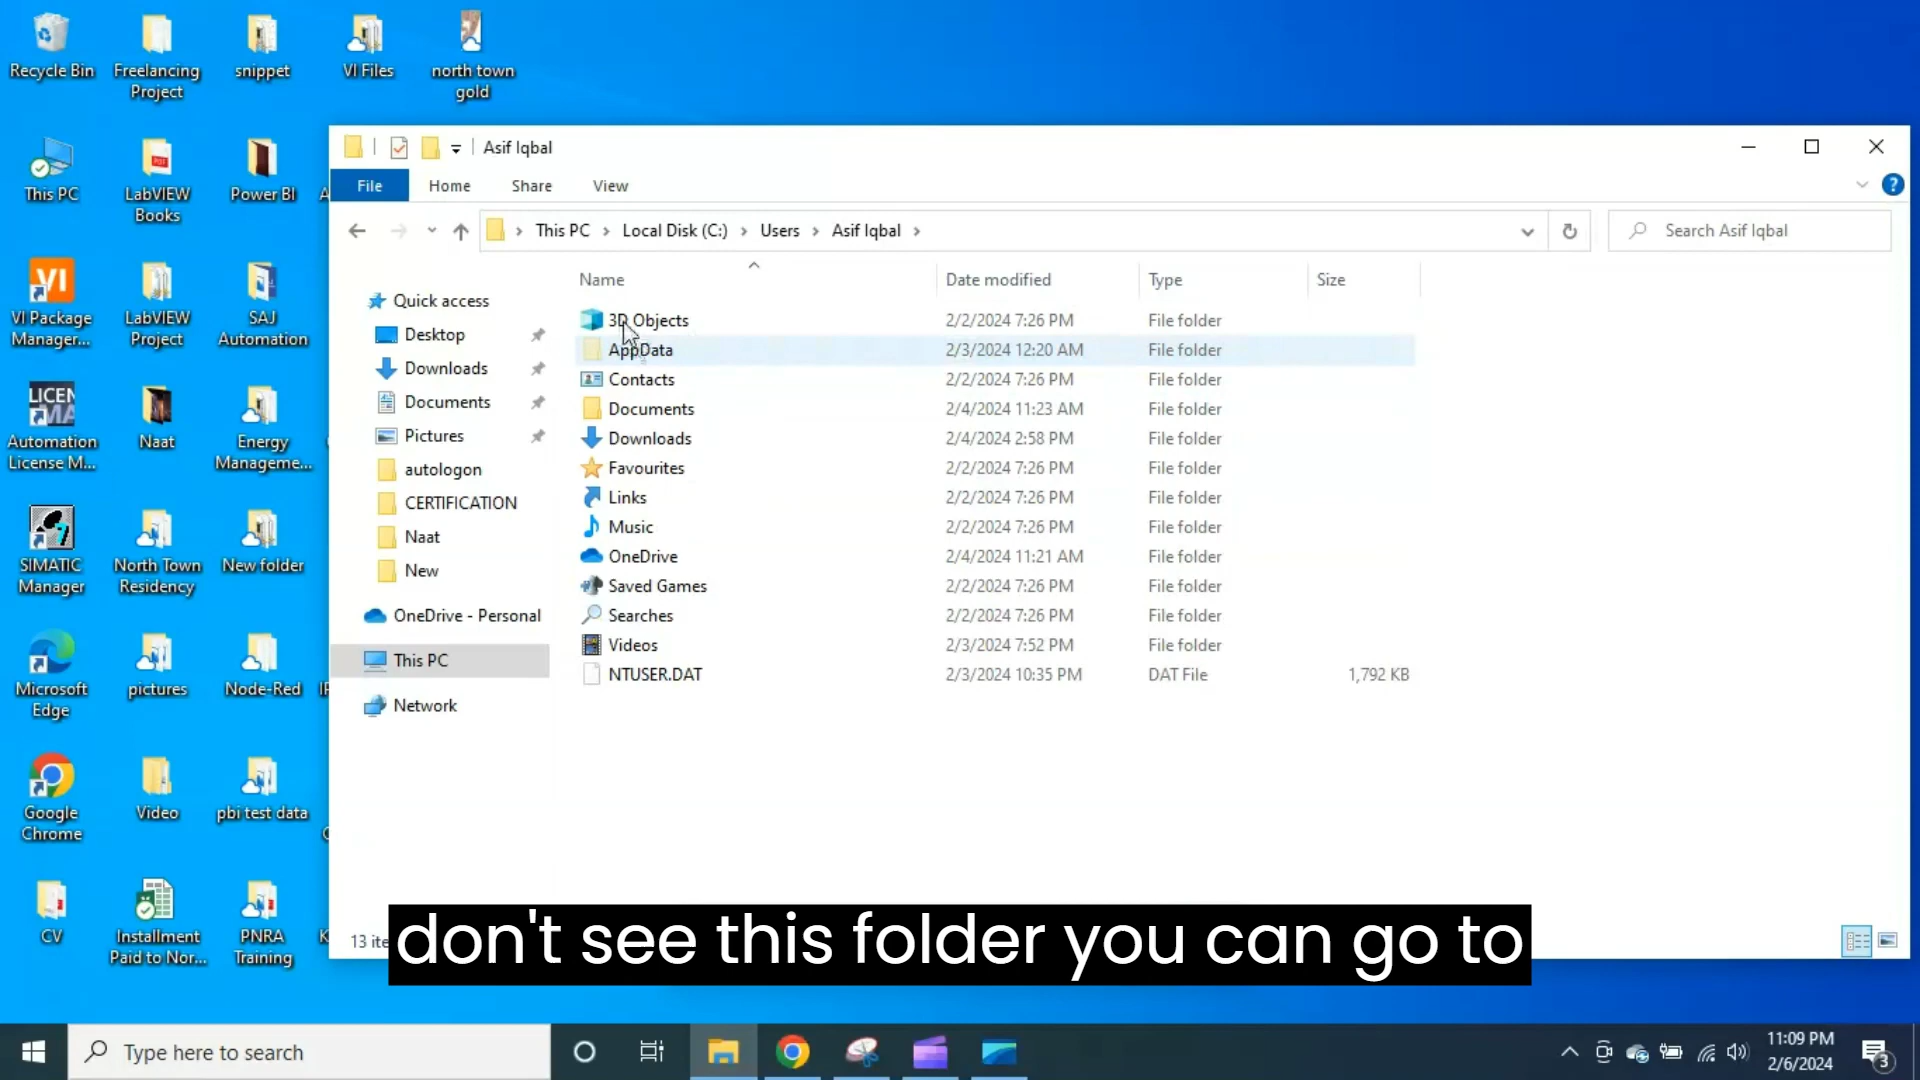 Recycle Bin
Freelancing
Project
snippet
VI Files
north town
gold
This PC
LabVIEW
Books
Power BI
VI
VI Package
Manager...
LabVIEW
Project
SAJ
Automation
Automation
License M...
Naat
Energy
Manageme...
SIMATIC
Manager
North Town
Residency
New folder
Microsoft
Edge
pictures
Node-Red
Google
Chrome
Video
pbi test data
CV
Installment
Paid to Nor...
PNRA
Training
Asif Iqbal
File Home Share View
This PC > Local Disk (C:) > Users > Asif Iqbal >
Search Asif Iqbal
Name Date modified Type Size
Quick access
Desktop
Downloads
Documents
Pictures
autologon
CERTIFICATION
Naat
New
OneDrive - Personal
This PC
Network
3D Objects 2/2/2024 7:26 PM File folder
AppData 2/3/2024 12:20 AM File folder
Contacts 2/2/2024 7:26 PM File folder
Documents 2/4/2024 11:23 AM File folder
Downloads 2/4/2024 2:58 PM File folder
Favourites 2/2/2024 7:26 PM File folder
Links 2/2/2024 7:26 PM File folder
Music 2/2/2024 7:26 PM File folder
OneDrive 2/4/2024 11:21 AM File folder
Saved Games 2/2/2024 7:26 PM File folder
Searches 2/2/2024 7:26 PM File folder
Videos 2/3/2024 7:52 PM File folder
NTUSER.DAT 2/3/2024 10:35 PM DAT File 1,792 KB
13 ite
don't see this folder you can go to
Type here to search
11:09 PM
2/6/2024
3